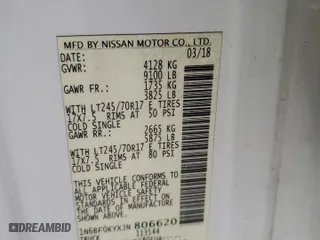 MFD BY NISSAN MOTOR CO., LTD.
DATE: 03/18
GVWR: 4128 KG
9100 LB
GAWR FR.: 1735 KG
3825 LB
WITH LT245/70R17 E TIRES
17X7.5 RIMS AT 50 PSI
COLD SINGLE
GAWR RR.: 2665 KG
5875 LB
WITH LT245/70R17 E TIRES
17X7.5 RIMS AT 80 PSI
COLD SINGLE
THIS VEHICLE CONFORMS TO
ALL APPLICABLE FEDERAL
MOTOR VEHICLE SAFETY
STANDARDS IN EFFECT ON
THE DATE OF MANUFACTURE
SHOWN ABOVE
806620
113544
TRUCK